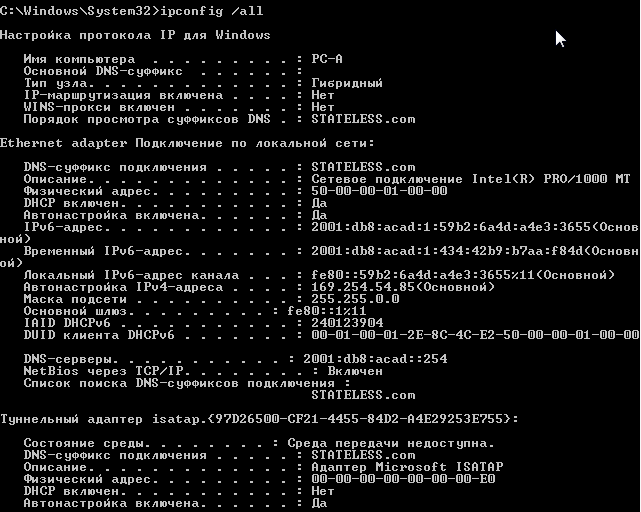 C:\Windows\System32>ipconfig /all
Настройка протокола IP для Windows
Имя компьютера . . . . . . . . . : PC-A
Основной DNS-суффикс . . . . . . :
Тип узла. . . . . . . . . . . . . : Гибридный
IP-маршрутизация включена . . . . : Нет
WINS-прокси включен . . . . . . . : Нет
Порядок просмотра суффиксов DNS . : STATELESS.com
Ethernet adapter Подключение по локальной сети:
DNS-суффикс подключения . . . . . : STATELESS.com
Описание. . . . . . . . . . . . . : Сетевое подключение Intel(R) PRO/1000 MT
Физический адрес. . . . . . . . . : 50-00-00-01-00-00
DHCP включен. . . . . . . . . . . : Да
Автонастройка включена. . . . . . : Да
IPv6-адрес. . . . . . . . . . . . : 2001:db8:acad:1:59b2:6a4d:a4e3:3655(Основ
ной)
Временный IPv6-адрес. . . . . . . : 2001:db8:acad:1:434:42b9:b7aa:f84d(Основн
ой)
Локальный IPv6-адрес канала . . . : fe80::59b2:6a4d:a4e3:3655%11(Основной)
Автонастройка IPv4-адреса . . . . : 169.254.54.85(Основной)
Маска подсети . . . . . . . . . . : 255.255.0.0
Основной шлюз. . . . . . . . . : fe80::1%11
IAID DHCPv6 . . . . . . . . . . . : 240123904
DUID клиента DHCPv6 . . . . . . . : 00-01-00-01-2E-8C-4C-E2-50-00-00-01-00-00
DNS-серверы. . . . . . . . . . . : 2001:db8:acad::254
NetBios через TCP/IP. . . . . . . . : Включен
Список поиска DNS-суффиксов подключения :
STATELESS.com
Туннельный адаптер isatap.{97D26500-CF21-4455-84D2-A4E29253E755}:
Состояние среды. . . . . . . . : Среда передачи недоступна.
DNS-суффикс подключения . . . . . : STATELESS.com
Описание. . . . . . . . . . . . . : Адаптер Microsoft ISATAP
Физический адрес. . . . . . . . . : 00-00-00-00-00-00-00-E0
DHCP включен. . . . . . . . . . . : Нет
Автонастройка включена. . . . . . : Да